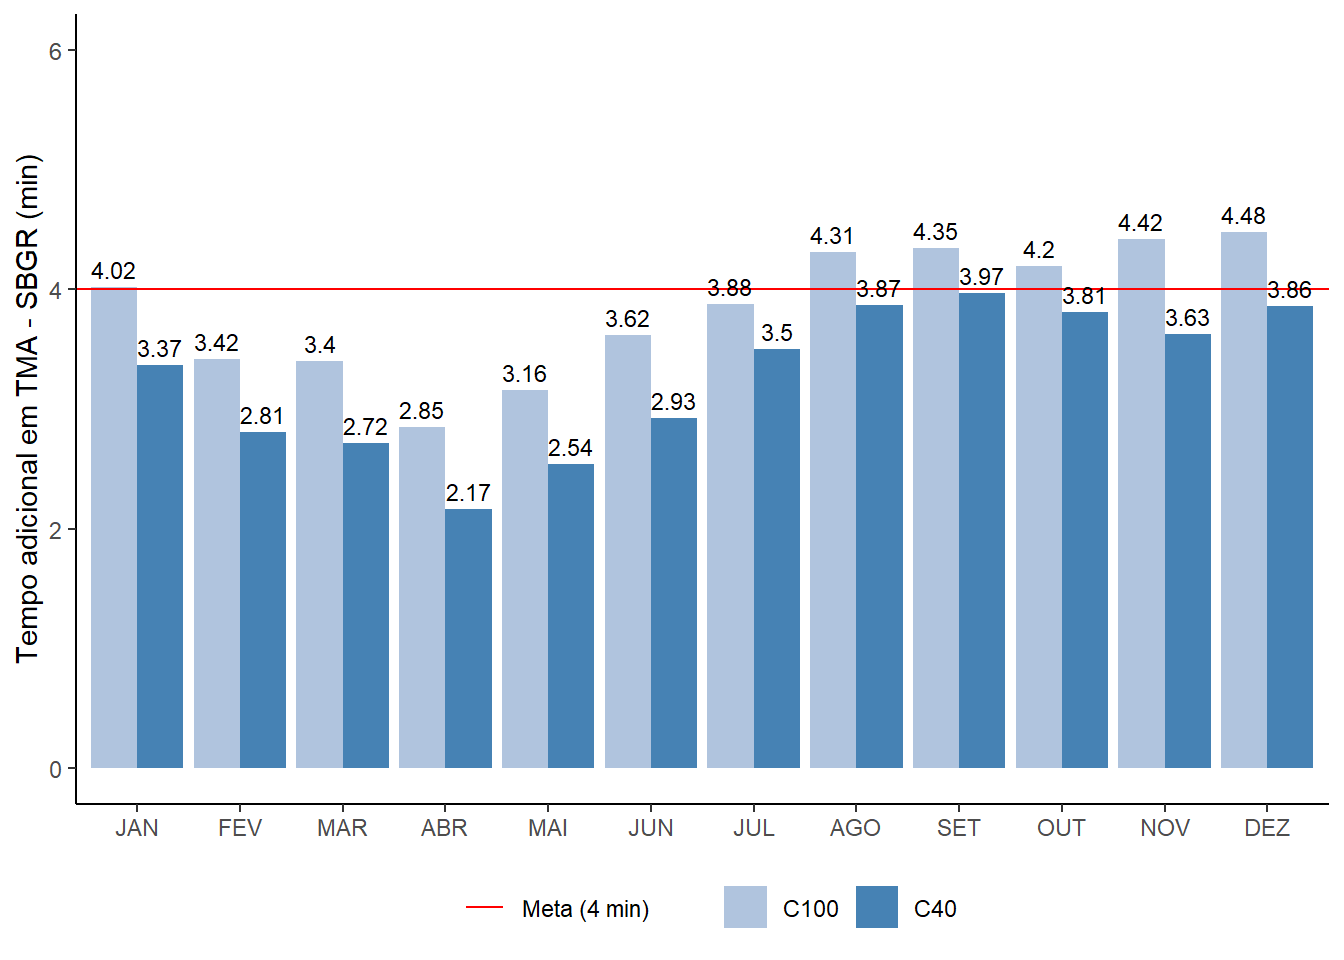 Tempo adicional em TMA - SBGR (min)
6
4
2
0
4.02 3.37 3.42 2.81 3.4 2.72 2.85 2.17 3.16 2.54 3.62 2.93 3.88 3.5 4.31 3.87 4.35 3.97 4.2 3.81 4.42 3.63 4.48 3.86
JAN FEV MAR ABR MAI JUN JUL AGO SET OUT NOV DEZ
Meta (4 min) C100 C40